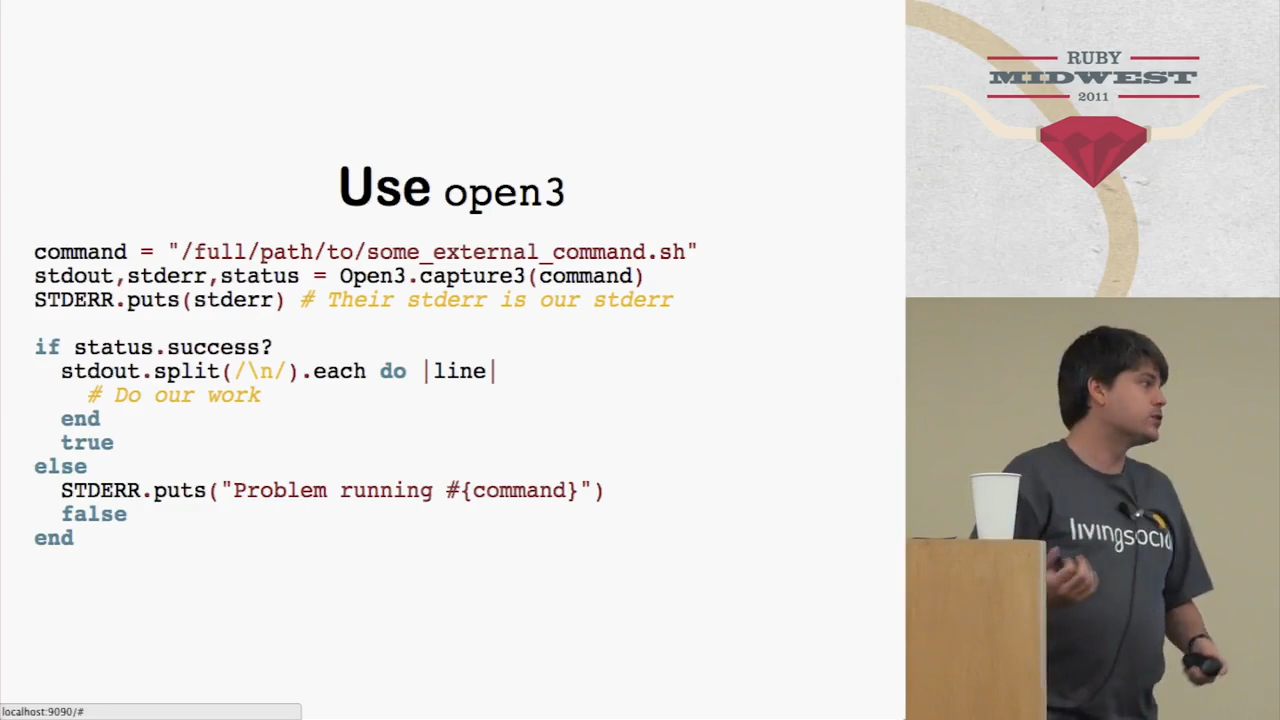 Use open3
command = "/full/path/to/some_external_command.sh"
stdout,stderr,status = Open3.capture3(command)
STDERR.puts(stderr) # Their stderr is our stderr
if status.success?
stdout.split(/\n/).each do |line|
# Do our work
end
true
else
STDERR.puts("Problem running #{command}")
false
end
localhost:9090/#
RUBY
MIDWEST
2011
livingsocia